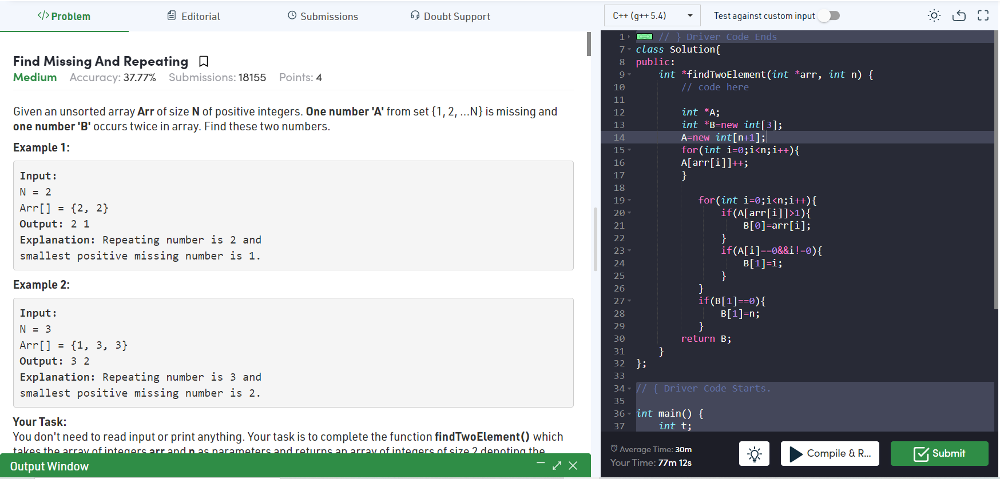 </> Problem
Editorial
Submissions
Doubt Support
Find Missing And Repeating
Medium Accuracy: 37.77% Submissions: 18155 Points: 4
Given an unsorted array Arr of size N of positive integers. One number 'A' from set {1, 2, ...N} is missing and
one number 'B' occurs twice in array. Find these two numbers.
Example 1:
Input:
N = 2
Arr[] = {2, 2}
Output: 2 1
Explanation: Repeating number is 2 and
smallest positive missing number is 1.
Example 2:
Input:
N = 3
Arr[] = {1, 3, 3}
Output: 3 2
Explanation: Repeating number is 3 and
smallest positive missing number is 2.
Your Task:
You don't need to read input or print anything. Your task is to complete the function findTwoElement() which
takes the array of integers arr and n as parameters and returns an array of integers of size 2 denoting the
Output Window
C++ (g++ 5.4)
Test against custom input
1 // } Driver Code Ends
7 class Solution{
8 public:
9 int *findTwoElement(int *arr, int n) {
10 // code here
11
12 int *A;
13 int *B=new int[3];
14 A=new int[n+1];
15 for(int i=0;i<n;i++){
16 A[arr[i]]++;
17 }
18
19 for(int i=0;i<n;i++){
20 if(A[arr[i]]>1){
21 B[0]=arr[i];
22 }
23 if(A[i]==0&&i!=0){
24 B[1]=i;
25 }
26 }
27 if(B[1]==0){
28 B[1]=n;
29 }
30 return B;
31 }
32 };
33
34 // { Driver Code Starts.
35
36 int main() {
37 int t;
Average Time: 30m
Your Time: 77m 12s
Compile & R...
Submit